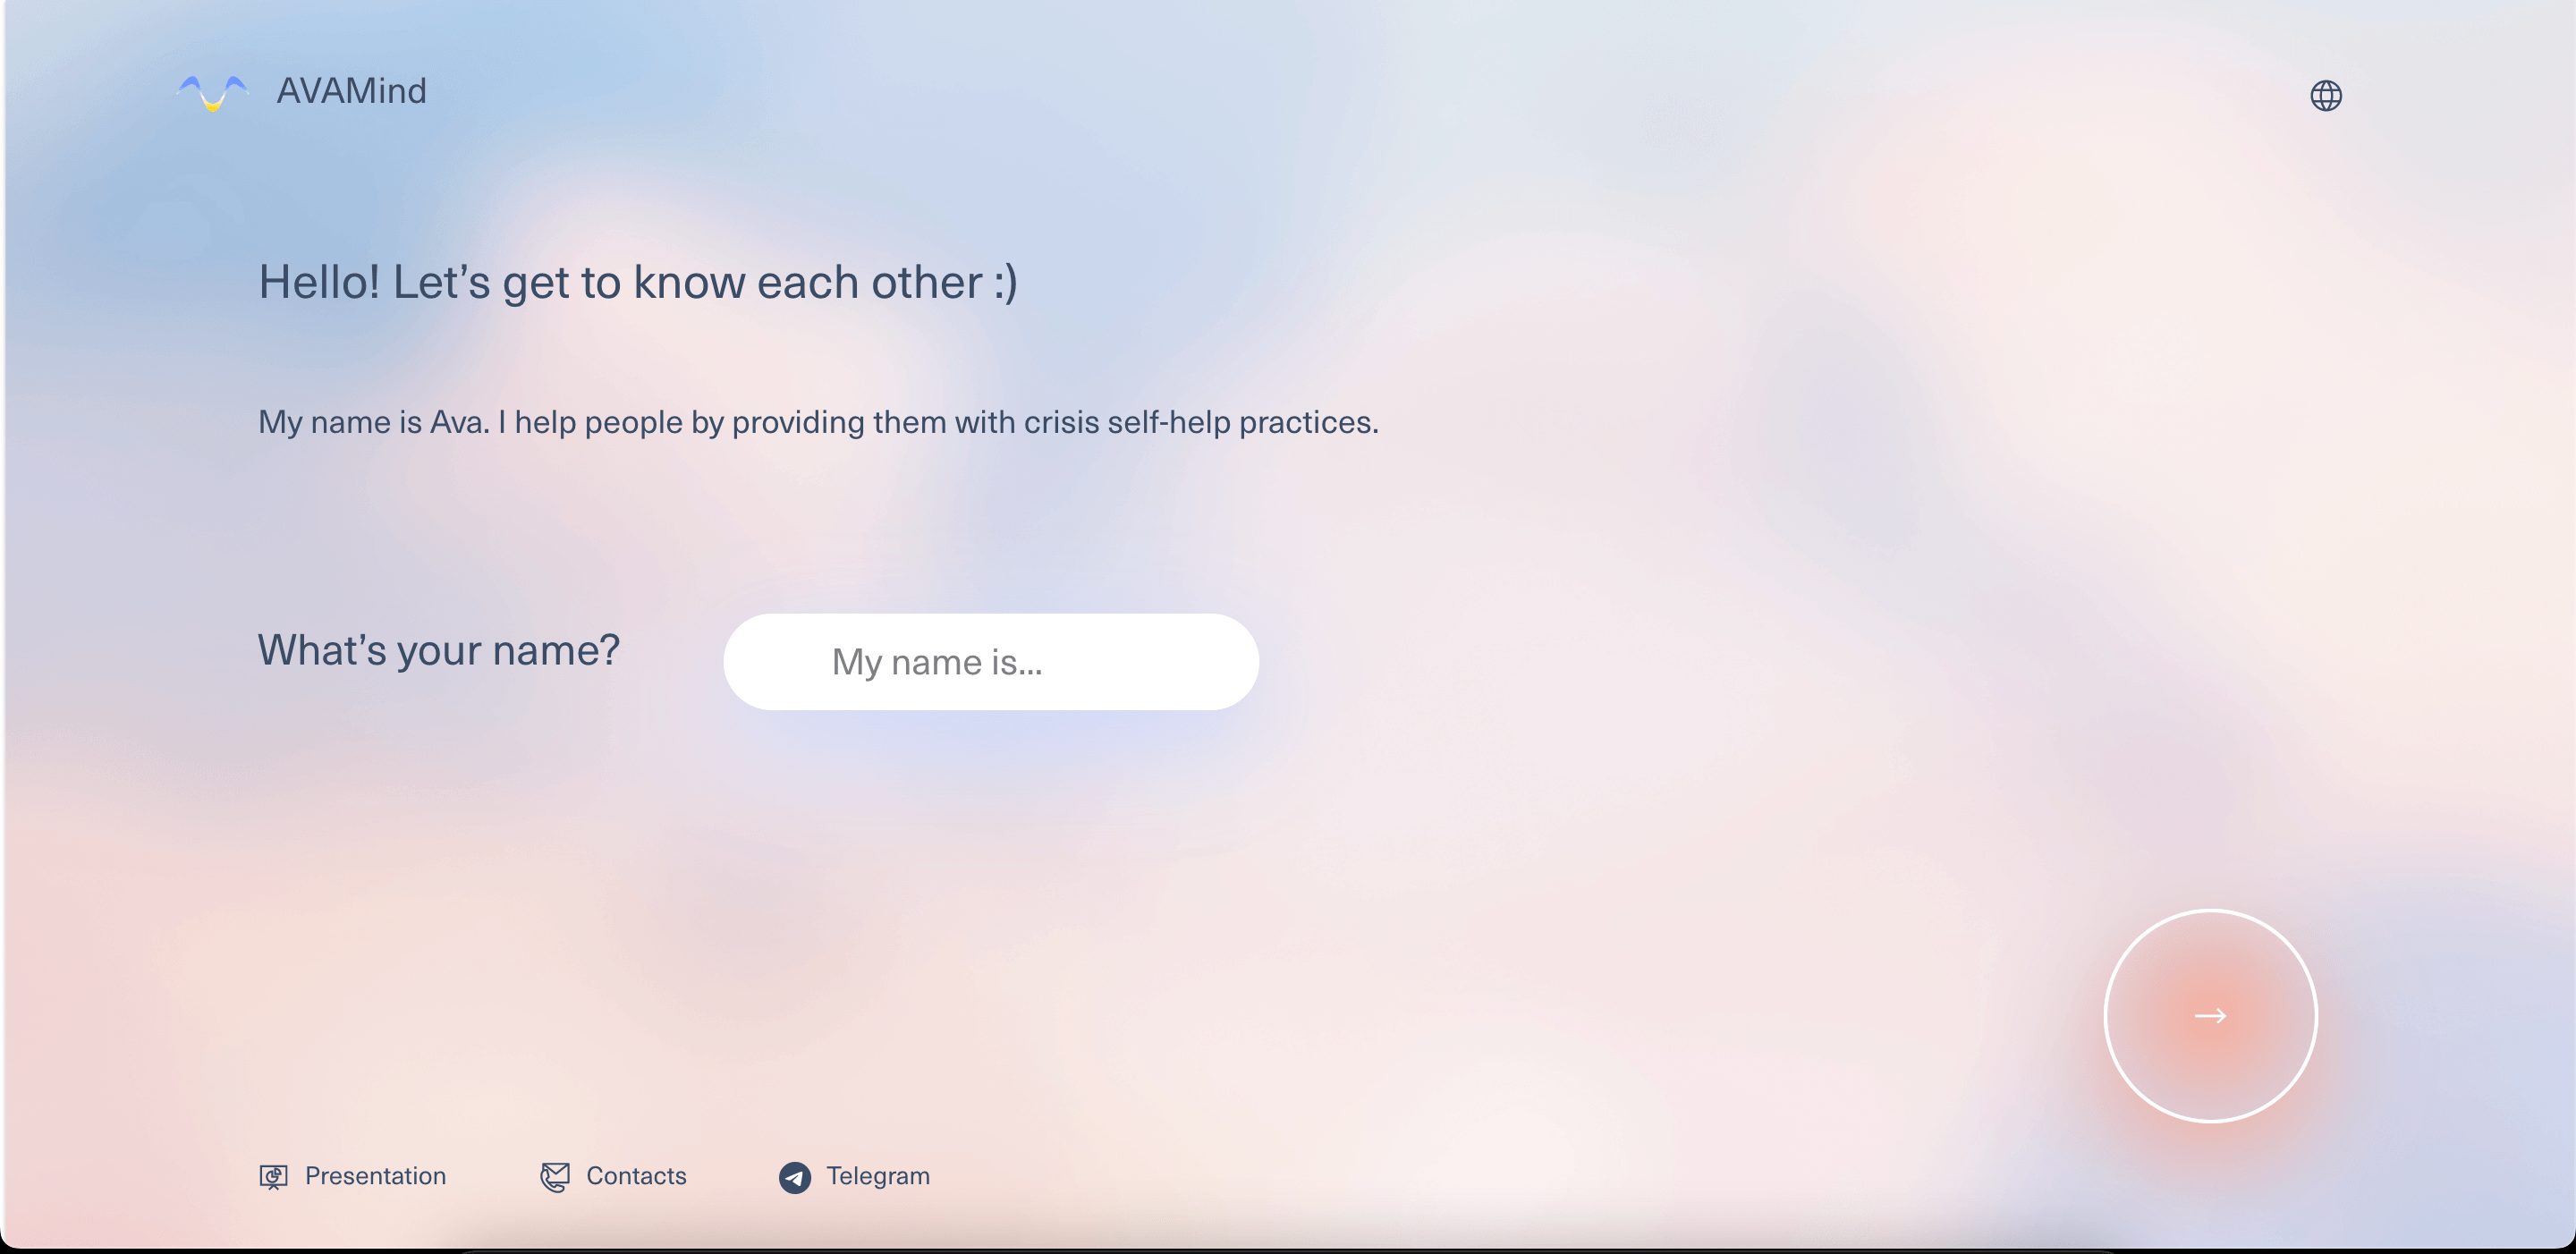 AVAMind
Hello! Let’s get to know each other :)
My name is Ava. I help people by providing them with crisis self-help practices.
What’s your name?
My name is...
Presentation
Contacts
Telegram